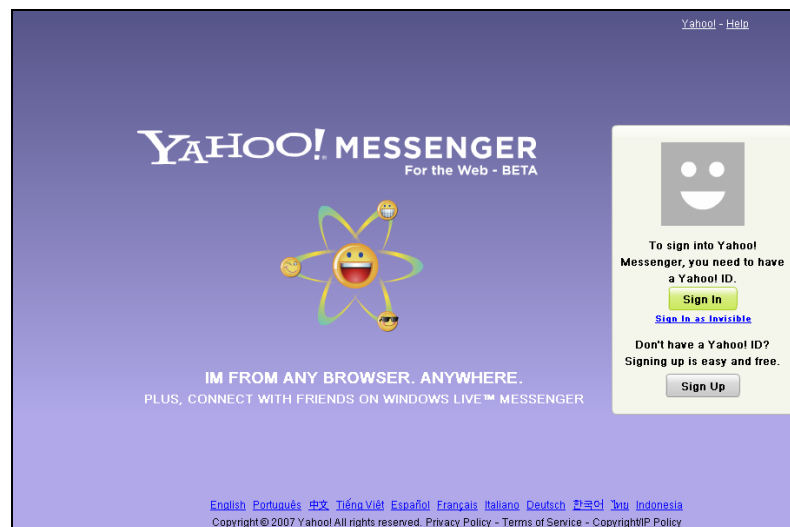 Yahoo! - Help
YAHOO! MESSENGER
For the Web - BETA
To sign into Yahoo!
Messenger, you need to have
a Yahoo! ID.
Sign In
Sign In as Invisible
Don't have a Yahoo! ID?
Signing up is easy and free.
Sign Up
IM FROM ANY BROWSER. ANYWHERE.
PLUS, CONNECT WITH FRIENDS ON WINDOWS LIVE™ MESSENGER
English Português 中文 Tiếng Việt Español Français Italiano Deutsch 한국어 ไทย Indonesia
Copyright © 2007 Yahoo! All rights reserved. Privacy Policy - Terms of Service - Copyright/IP Policy